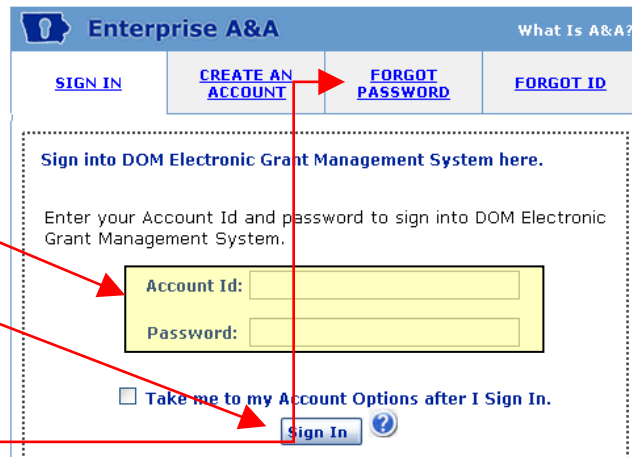 Enterprise A&A
What Is A&A?
SIGN IN
CREATE AN
ACCOUNT
FORGOT
PASSWORD
FORGOT ID
Sign into DOM Electronic Grant Management System here.
Enter your Account Id and password to sign into DOM Electronic
Grant Management System.
Account Id:
Password:
Take me to my Account Options after I Sign In.
Sign In ?